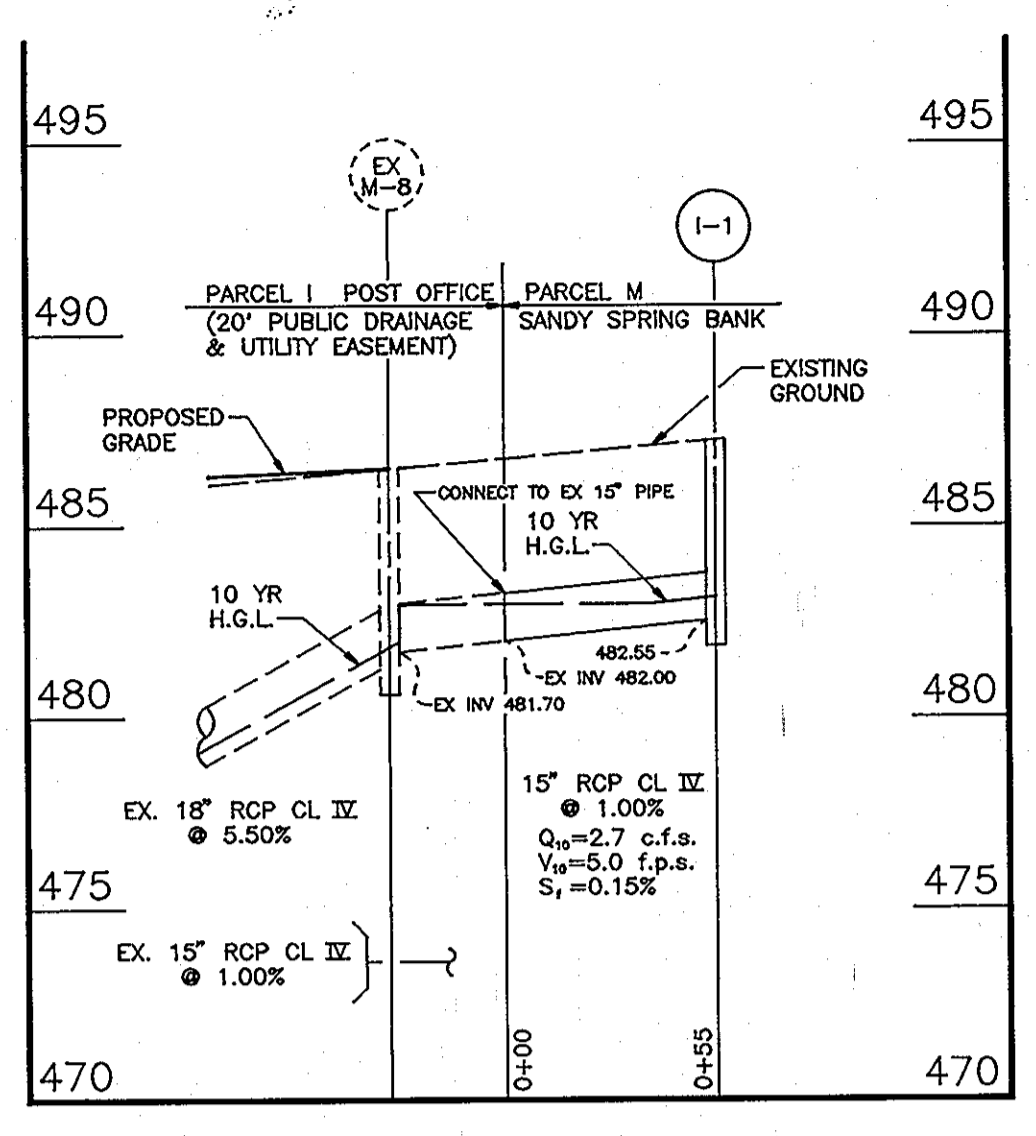 495
495
EX
M-8
I-1
PARCEL I POST OFFICE
PARCEL M
490
(20' PUBLIC DRAINAGE
& UTILITY EASEMENT)
SANDY SPRING BANK
490
EXISTING
GROUND
PROPOSED
GRADE
485
CONNECT TO EX 15" PIPE
485
10 YR
H.G.L.
10 YR
H.G.L.
482.55
EX INV 482.00
480
EX INV 481.70
480
EX. 18" RCP CL IV
@ 5.50%
15" RCP CL IV
@ 1.00%
Q₁₀=2.7 c.f.s.
V₁₀=5.0 f.p.s.
Sf=0.15%
475
475
EX. 15" RCP CL IV
@ 1.00%
0+00
0+55
470
470